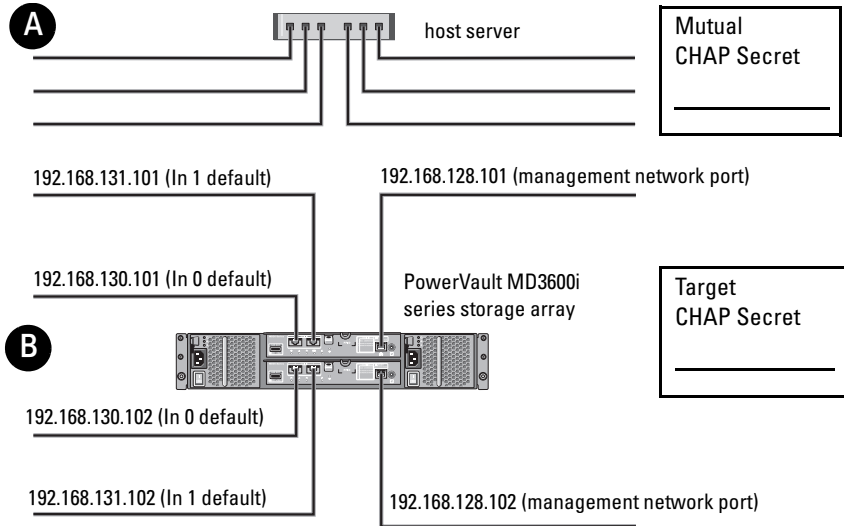 A
host server
Mutual
CHAP Secret
192.168.131.101 (In 1 default)
192.168.128.101 (management network port)
192.168.130.101 (In 0 default)
PowerVault MD3600i
series storage array
Target
CHAP Secret
B
192.168.130.102 (In 0 default)
192.168.131.102 (In 1 default)
192.168.128.102 (management network port)